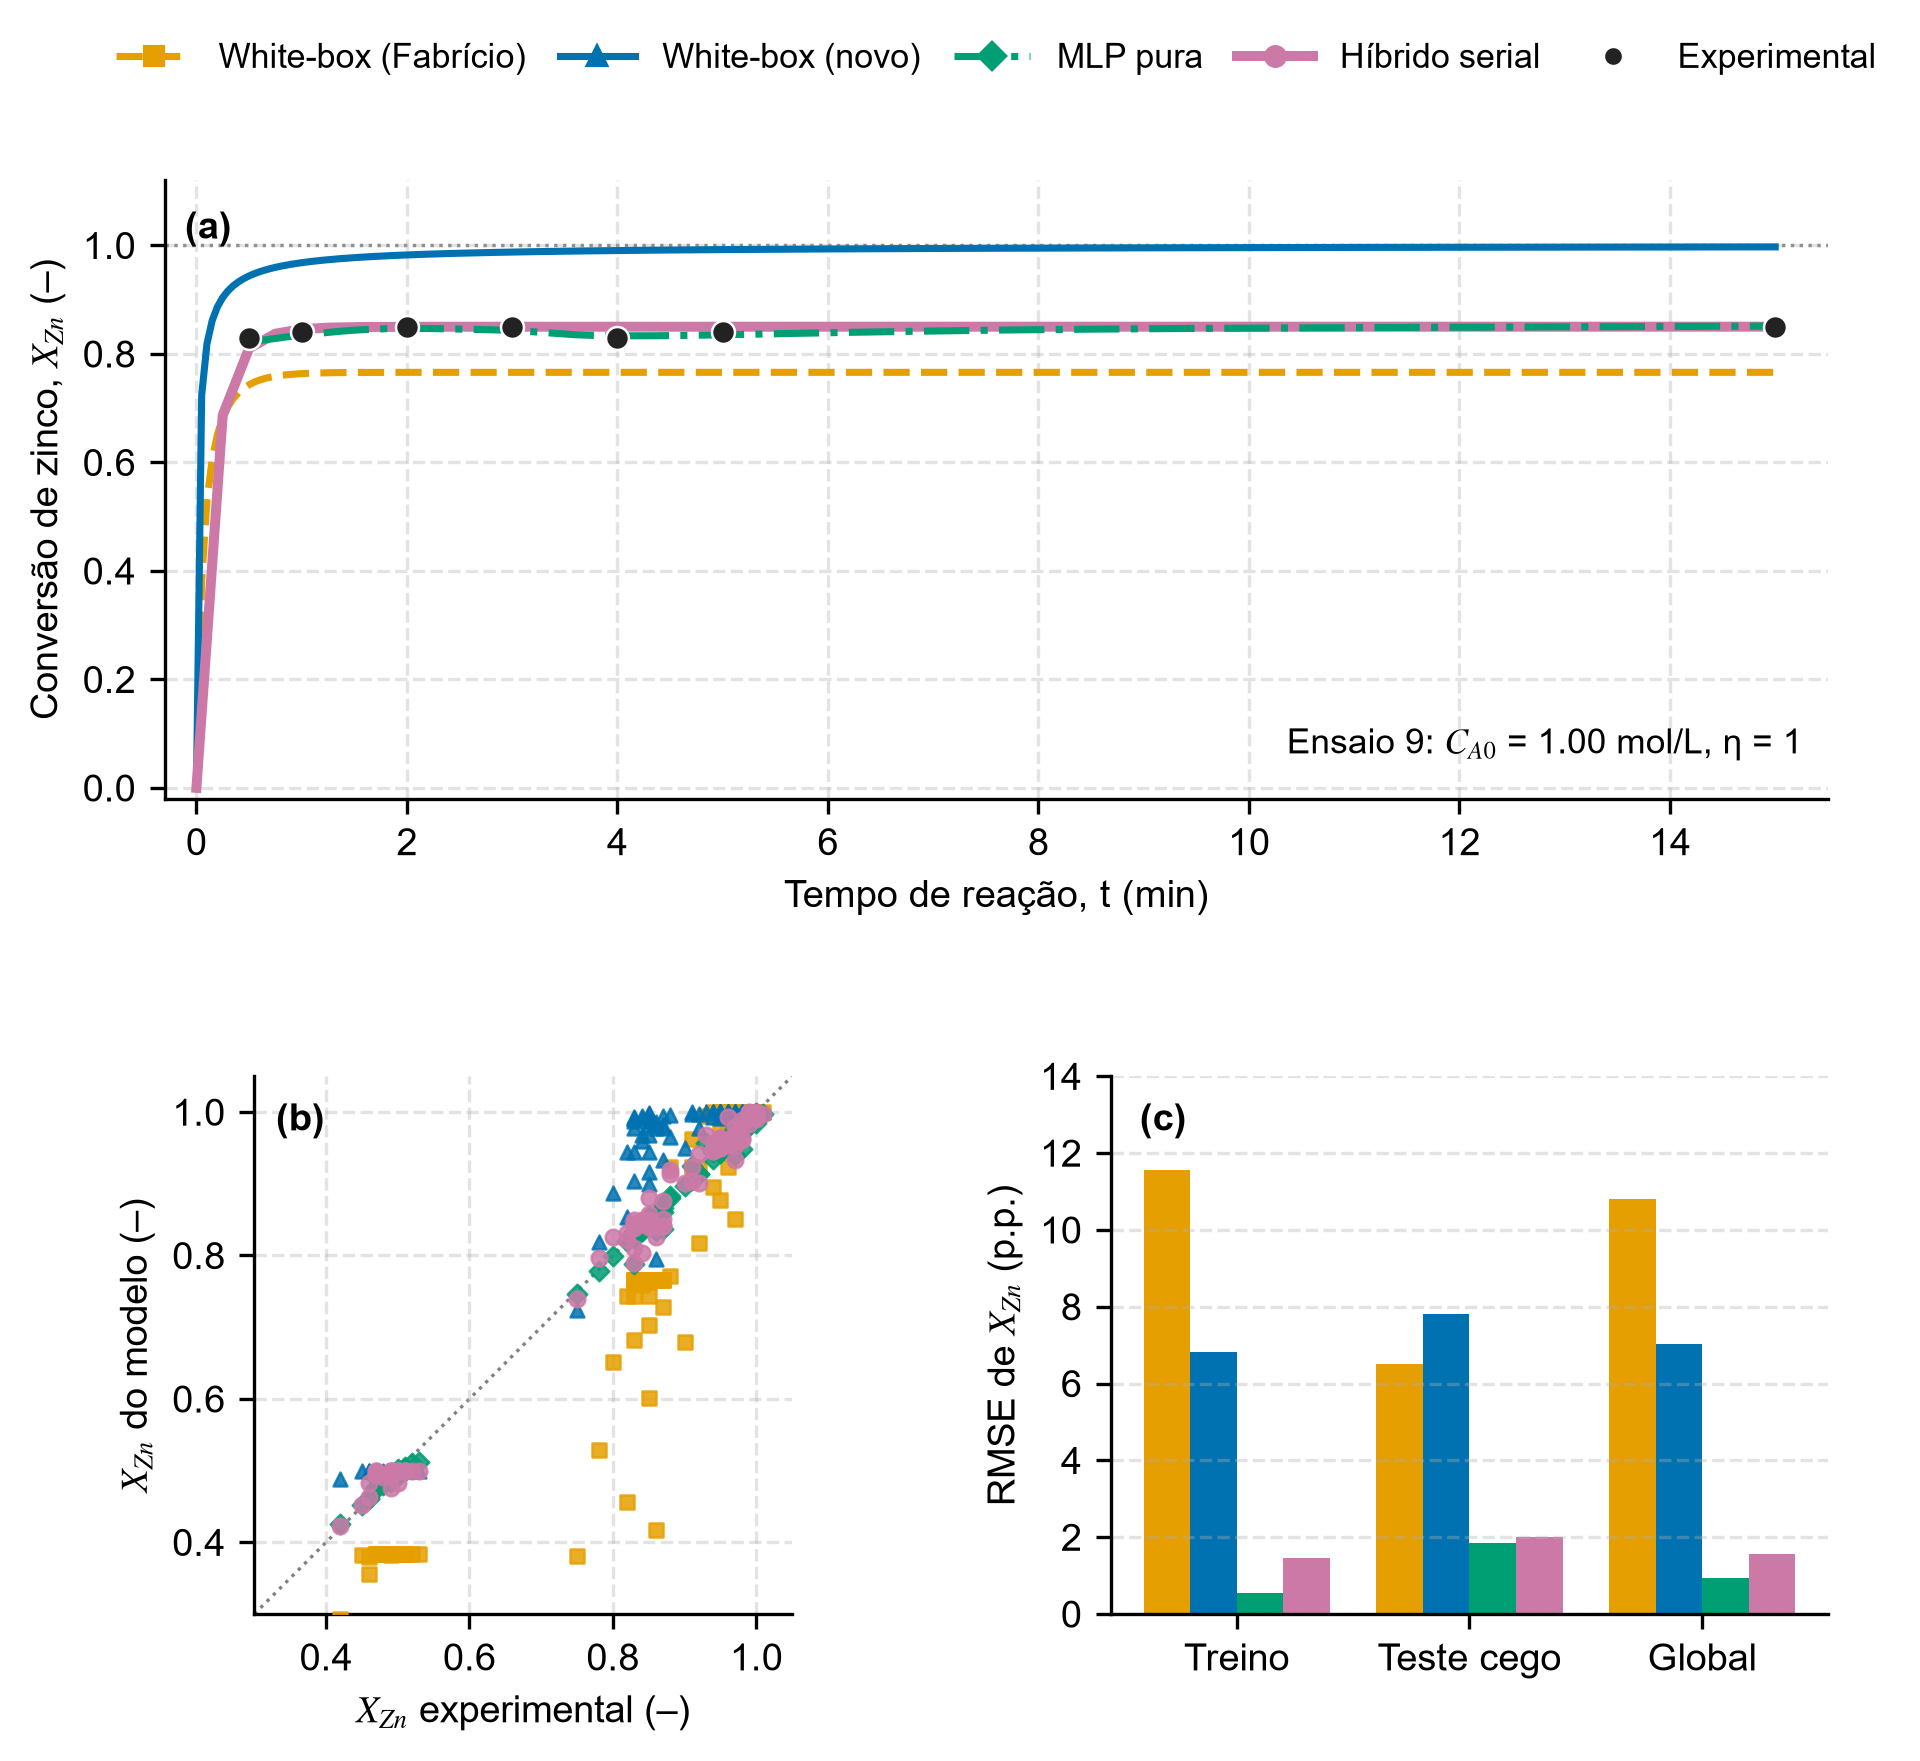 White-box (Fabrício) White-box (novo) MLP pura Híbrido serial Experimental
(a)
Conversão de zinco, X_Zn (–)
1.0
0.8
0.6
0.4
0.2
0.0
Ensaio 9: C_A0 = 1.00 mol/L, η = 1
0 2 4 6 8 10 12 14
Tempo de reação, t (min)
(b)
X_Zn do modelo (–)
1.0
0.8
0.6
0.4
0.4 0.6 0.8 1.0
X_Zn experimental (–)
(c)
RMSE de X_Zn (p.p.)
14
12
10
8
6
4
2
0
Treino Teste cego Global